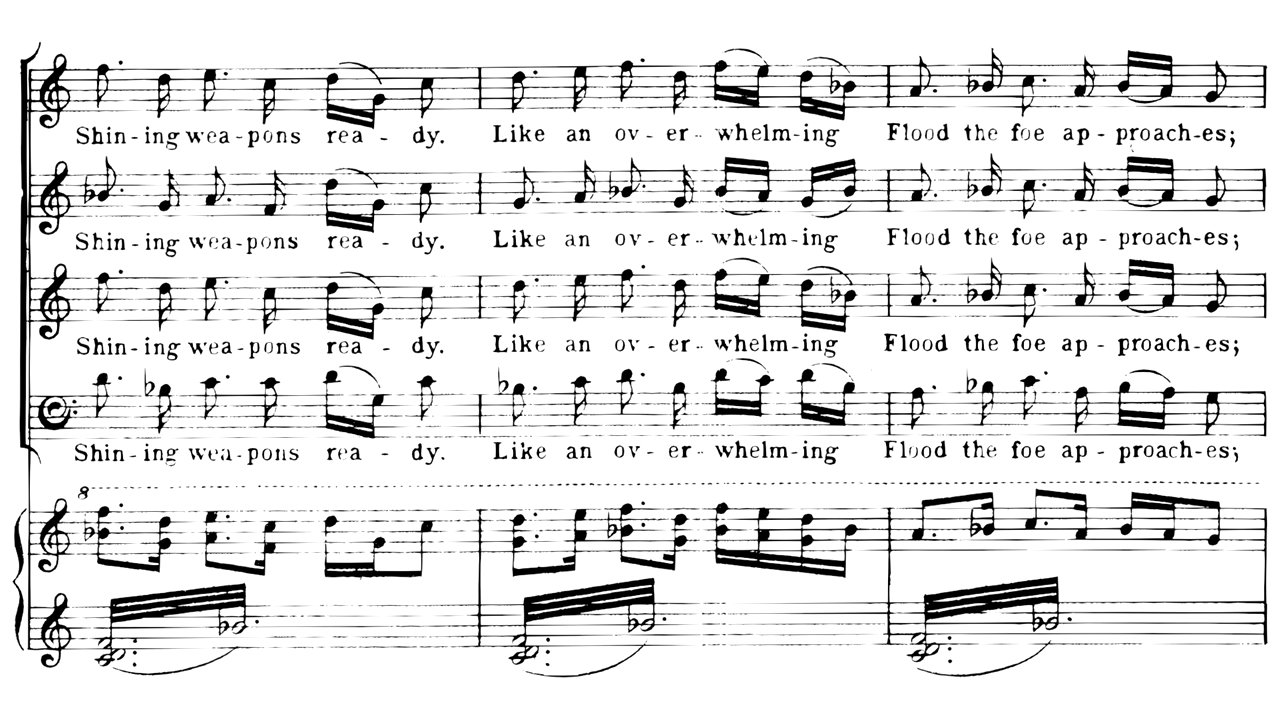 Shin-ing wea-pons rea - dy. Like an ov-er-whelm-ing Flood the foe ap-proach-es;
Shin-ing wea-pons rea - dy. Like an ov-er-whelm-ing Flood the foe ap-proach-es;
Shin-ing wea-pons rea - dy. Like an ov-er-whelm-ing Flood the foe ap-proach-es;
Shin-ing wea-pons rea - dy. Like an ov-er-whelm-ing Flood the foe ap-proach-es;
8